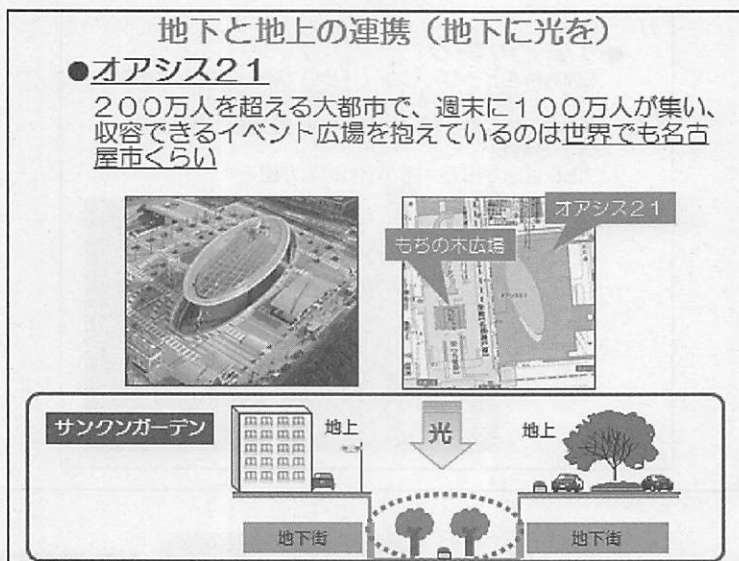 地下と地上の連携（地下に光を）
●オアシス２１
２００万人を超える大都市で、週末に１００万人が集い、
収容できるイベント広場を抱えているのは世界でも名古
屋市くらい
オアシス２１
もちの木広場
サンクンガーデン
地上
光
地上
地下街
地下街